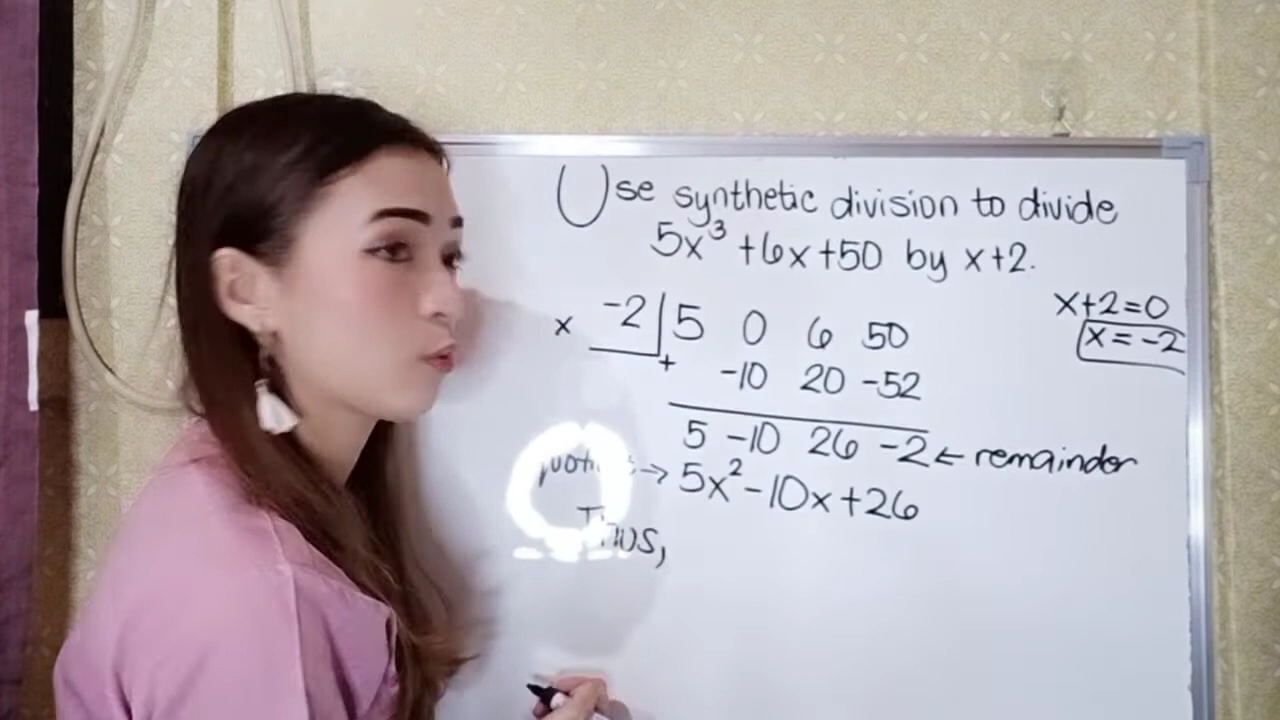 Use synthetic division to divide
5x³ + 6x + 50 by x + 2.
x + 2 = 0
x = -2
x -2 | 5 0 6 50
+ -10 20 -52
5 -10 26 -2 ← remainder
→ 5x² - 10x + 26
Thus,